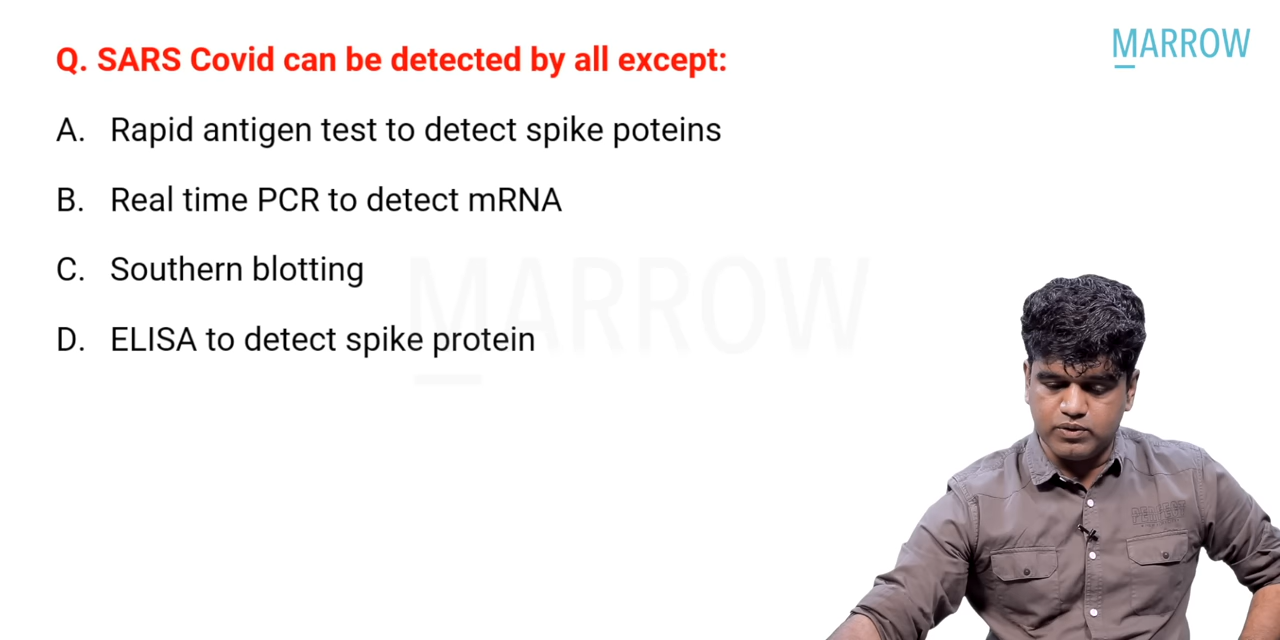 MARROW
Q. SARS Covid can be detected by all except:
A. Rapid antigen test to detect spike poteins
B. Real time PCR to detect mRNA
C. Southern blotting
D. ELISA to detect spike protein
MARROW